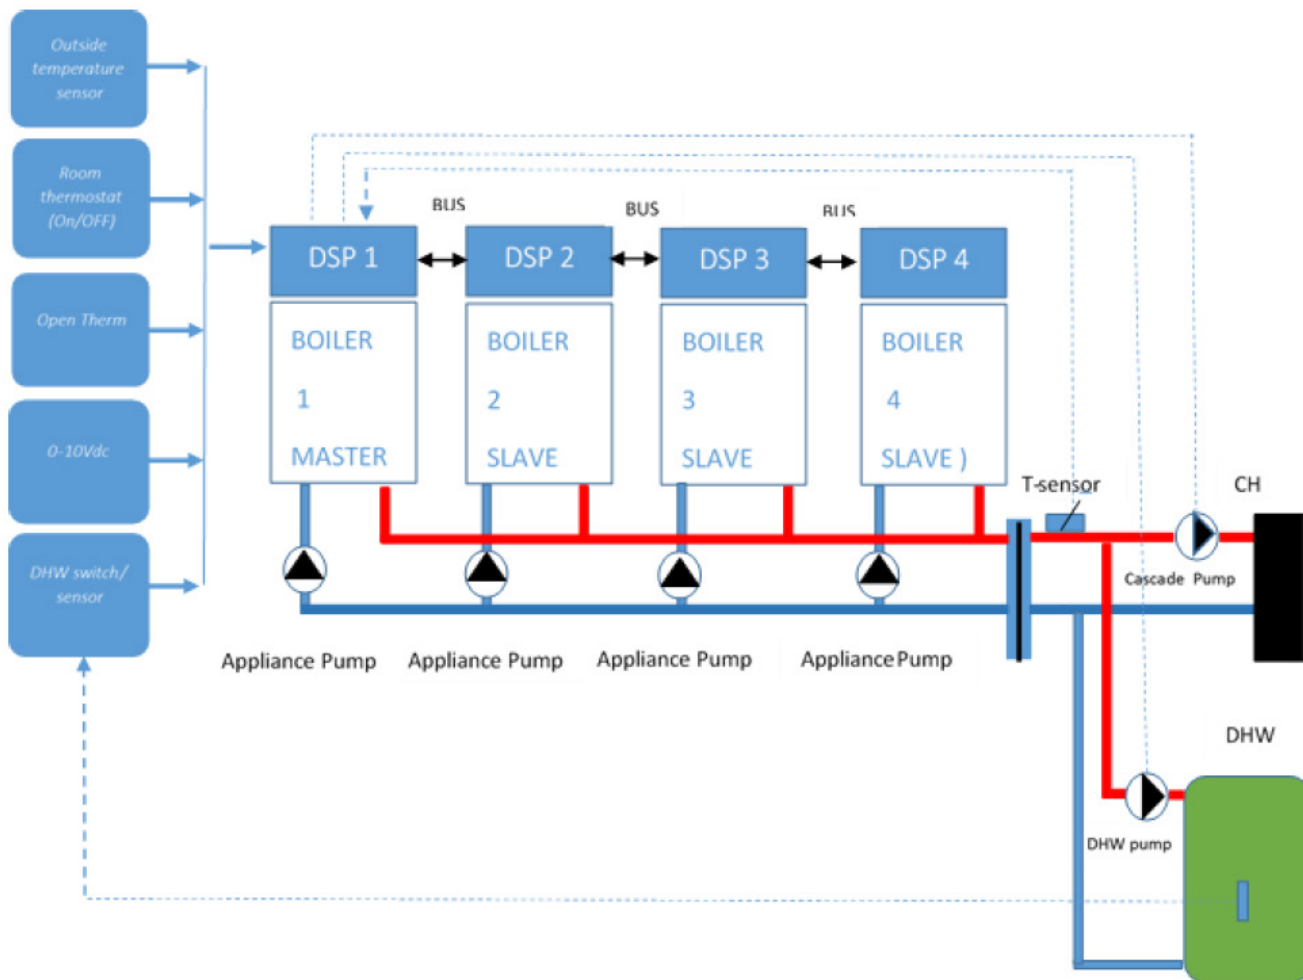 Outside
temperature
sensor
Room
thermostat
(On/OFF)
Open Therm
0-10Vdc
DHW switch/
sensor
BUS
BUS
BUS
DSP 1
DSP 2
DSP 3
DSP 4
BOILER
1
MASTER
BOILER
2
SLAVE
BOILER
3
SLAVE
BOILER
4
SLAVE )
T-sensor
CH
Cascade Pump
Appliance Pump
Appliance Pump
Appliance Pump
Appliance Pump
DHW
DHW pump